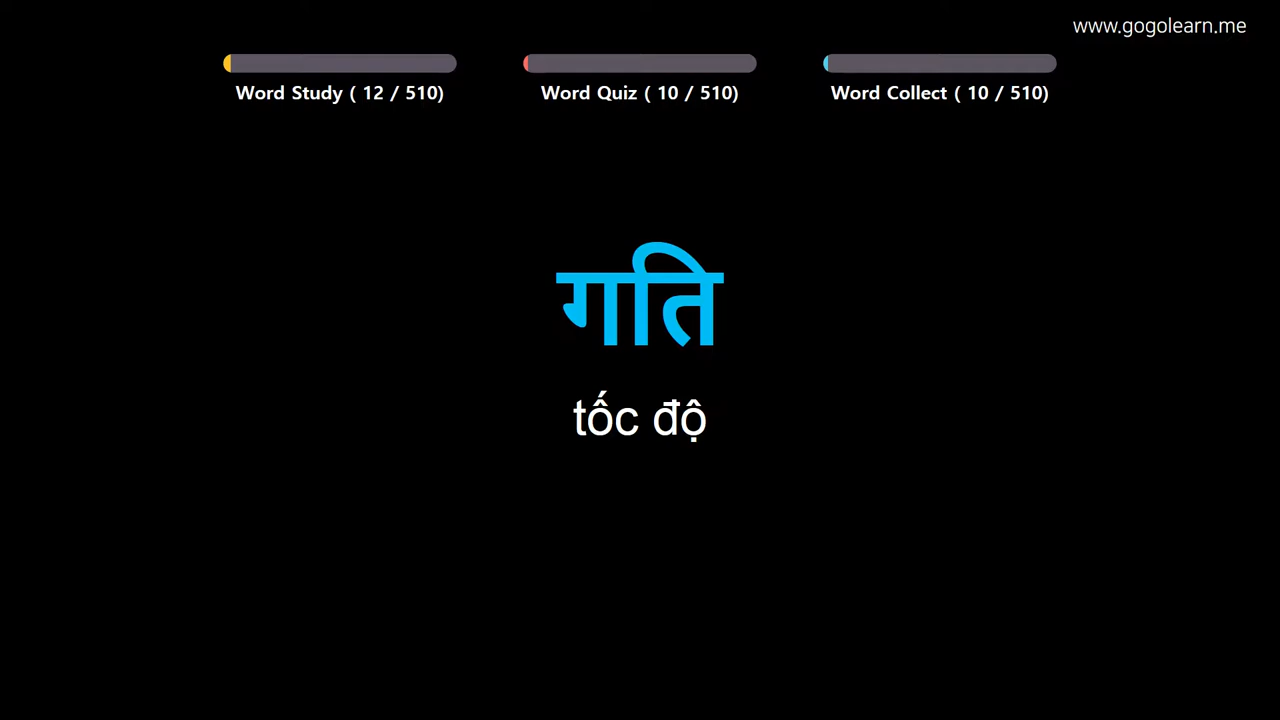 www.gogolearn.me
Word Study ( 12 / 510)
Word Quiz ( 10 / 510)
Word Collect ( 10 / 510)
गति
tốc độ